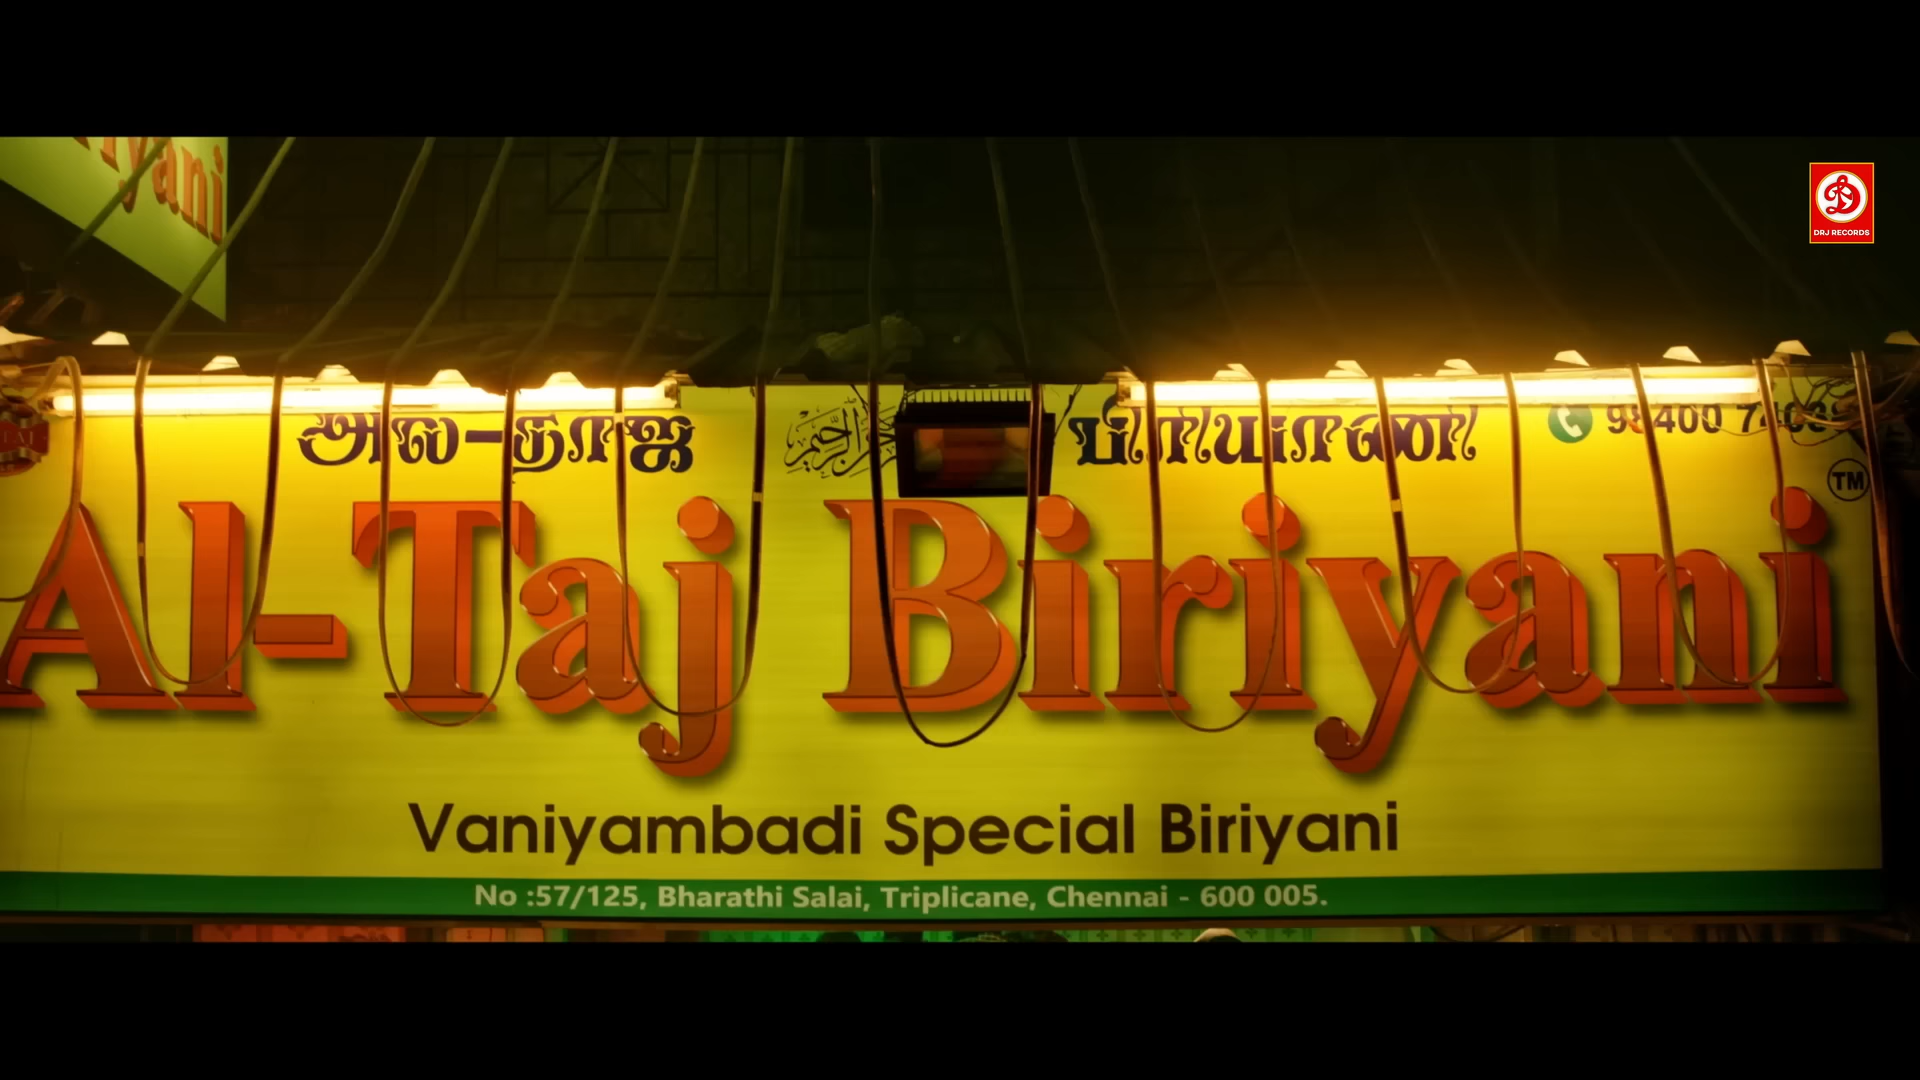 iryani
DRJ RECORDS
அல்-தாஜ் பிரியாணி
TM
Al-Taj Biriyani
Vaniyambadi Special Biriyani
No :57/125, Bharathi Salai, Triplicane, Chennai - 600 005.